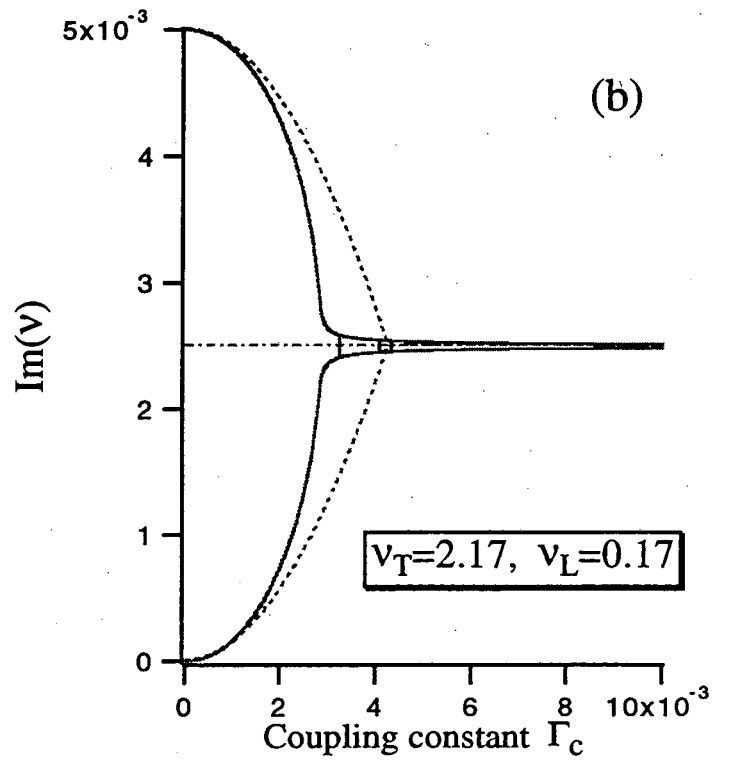 5x10⁻³
(b)
4
3
Im(ν)
2
1
ν_T=2.17, ν_L=0.17
0
0 2 4 6 8 10x10⁻³
Coupling constant Γ_c